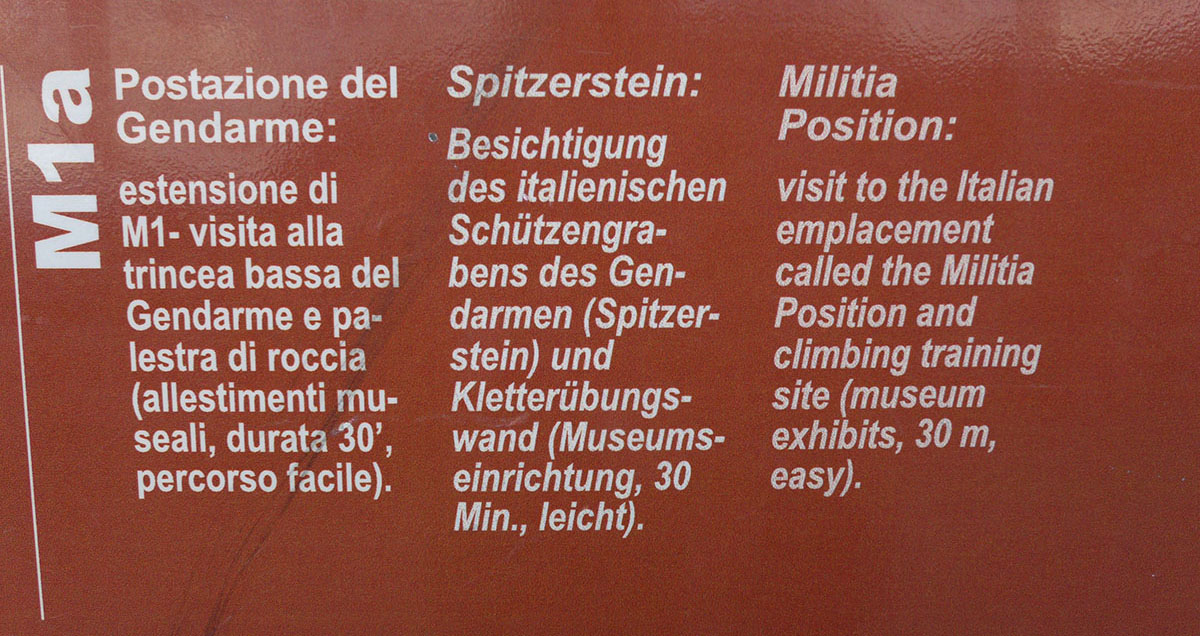 M1a
Postazione del
Gendarme:
estensione di
M1- visita alla
trincea bassa del
Gendarme e pa-
lestra di roccia
(allestimenti mu-
seali, durata 30',
percorso facile).
Spitzerstein:
Besichtigung
des italienischen
Schützengra-
bens des Gen-
darmen (Spitzer-
stein) und
Kletterübungs-
wand (Museums-
einrichtung, 30
Min., leicht).
Militia
Position:
visit to the Italian
emplacement
called the Militia
Position and
climbing training
site (museum
exhibits, 30 m,
easy).